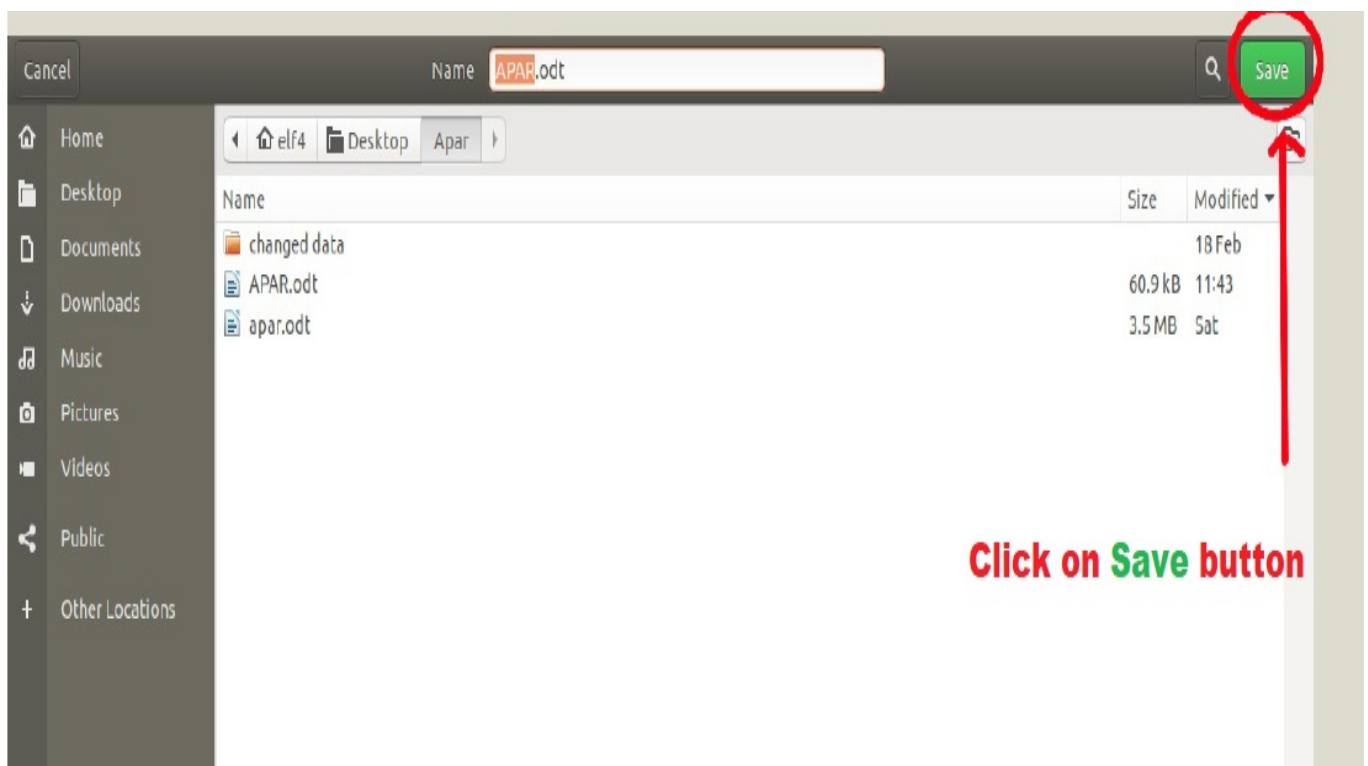 Cancel Name APAR.odt Save
Home
Desktop
Documents
Downloads
Music
Pictures
Videos
Public
Other Locations
elf4 Desktop Apar
Name Size Modified
changed data 18 Feb
APAR.odt 60.9 kB 11:43
apar.odt 3.5 MB Sat
Click on Save button